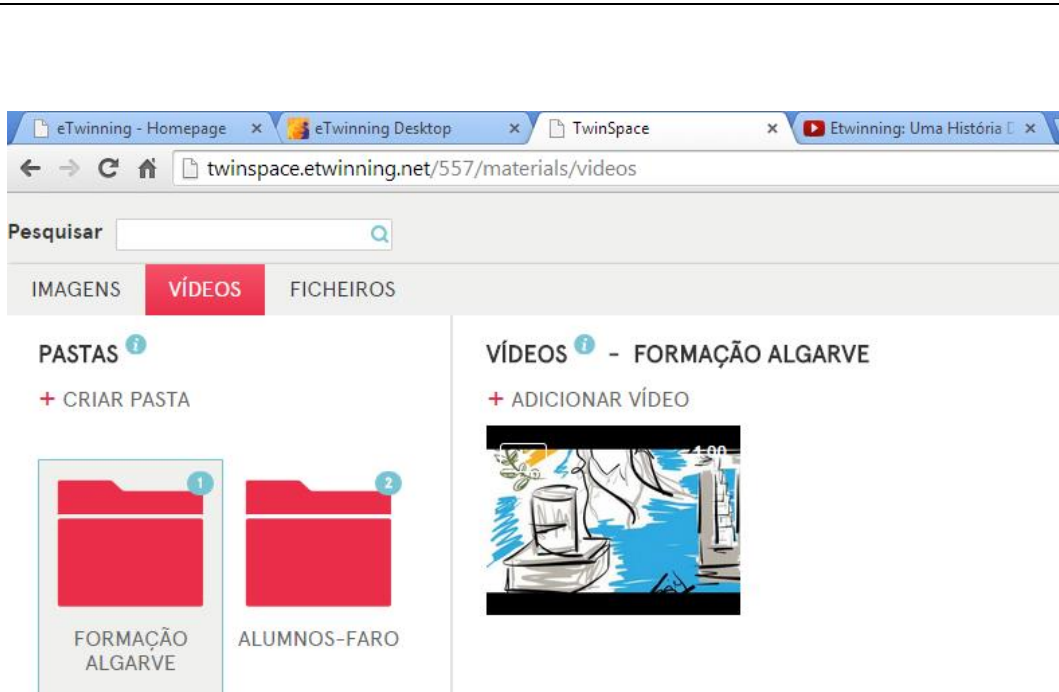 eTwinning - Homepage
eTwinning Desktop
TwinSpace
Etwinning: Uma História D
twinspace.etwinning.net/557/materials/videos
Pesquisar
IMAGENS VÍDEOS FICHEIROS
PASTAS
+ CRIAR PASTA
1
FORMAÇÃO
ALGARVE
2
ALUMNOS-FARO
VÍDEOS - FORMAÇÃO ALGARVE
+ ADICIONAR VÍDEO